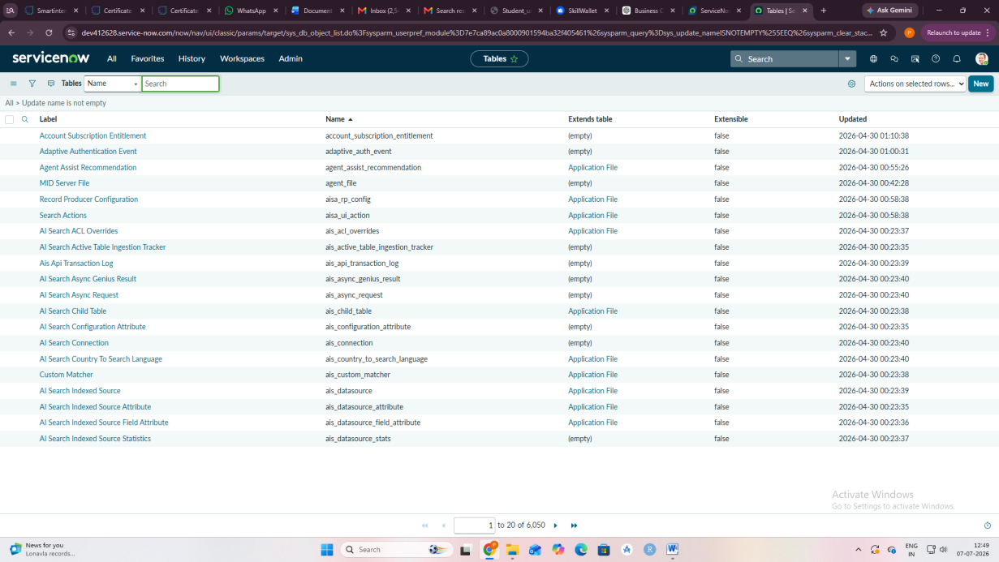 Smartinter
Certificate
Certificate
WhatsApp
Document
Inbox (2,5
Search res
Student_u
SkillWallet
Business C
ServiceNo
Tables | Se
Ask Gemini
dev412628.service-now.com/now/nav/ui/classic/params/target/sys_db_object_list.do%3Fsysparm_userpref_module%3D7e7ca89ac0a8000901594ba32f405461%26sysparm_query%3Dsys_update_nameISNOTEMPTY%255EEQ%26sysparm_clear_stac...
P
Relaunch to update
servicenow
All Favorites History Workspaces Admin
Tables
Search
Tables Name Search
Actions on selected rows... New
All > Update name is not empty
Label Name Extends table Extensible Updated
Account Subscription Entitlement account_subscription_entitlement (empty) false 2026-04-30 01:10:38
Adaptive Authentication Event adaptive_auth_event (empty) false 2026-04-30 01:00:31
Agent Assist Recommendation agent_assist_recommendation Application File false 2026-04-30 00:55:26
MID Server File agent_file (empty) false 2026-04-30 00:42:28
Record Producer Configuration aisa_rp_config Application File false 2026-04-30 00:58:38
Search Actions aisa_ui_action Application File false 2026-04-30 00:58:38
AI Search ACL Overrides ais_acl_overrides Application File false 2026-04-30 00:23:37
AI Search Active Table Ingestion Tracker ais_active_table_ingestion_tracker (empty) false 2026-04-30 00:23:35
Ais Api Transaction Log ais_api_transaction_log (empty) false 2026-04-30 00:23:39
AI Search Async Genius Result ais_async_genius_result (empty) false 2026-04-30 00:23:40
AI Search Async Request ais_async_request (empty) false 2026-04-30 00:23:40
AI Search Child Table ais_child_table Application File false 2026-04-30 00:23:38
AI Search Configuration Attribute ais_configuration_attribute (empty) false 2026-04-30 00:23:35
AI Search Connection ais_connection (empty) false 2026-04-30 00:23:40
AI Search Country To Search Language ais_country_to_search_language Application File false 2026-04-30 00:23:40
Custom Matcher ais_custom_matcher Application File false 2026-04-30 00:23:38
AI Search Indexed Source ais_datasource Application File false 2026-04-30 00:23:39
AI Search Indexed Source Attribute ais_datasource_attribute Application File false 2026-04-30 00:23:35
AI Search Indexed Source Field Attribute ais_datasource_field_attribute Application File false 2026-04-30 00:23:36
AI Search Indexed Source Statistics ais_datasource_stats (empty) false 2026-04-30 00:23:37
Activate Windows
Go to Settings to activate Windows.
1 to 20 of 6,050
News for you
Lonavla records...
Search
ENG
IN
12:49
07-07-2026